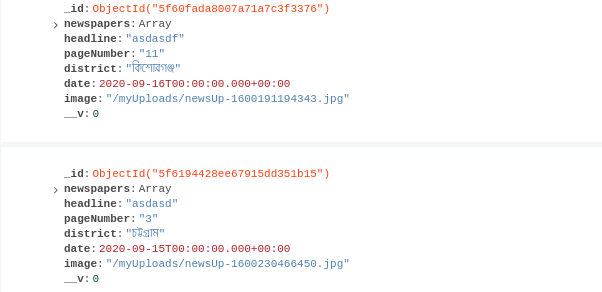 _id: ObjectId("5f60fada8007a71a7c3f3376")
newspapers: Array
headline: "asdasdf"
pageNumber: "11"
district: "কিশোরগঞ্জ"
date: 2020-09-16T00:00:00.000+00:00
image: "/myUploads/newsUp-1600191194343.jpg"
__v: 0
_id: ObjectId("5f6194428ee67915dd351b15")
newspapers: Array
headline: "asdasd"
pageNumber: "3"
district: "চট্টগ্রাম"
date: 2020-09-15T00:00:00.000+00:00
image: "/myUploads/newsUp-1600230466450.jpg"
__v: 0